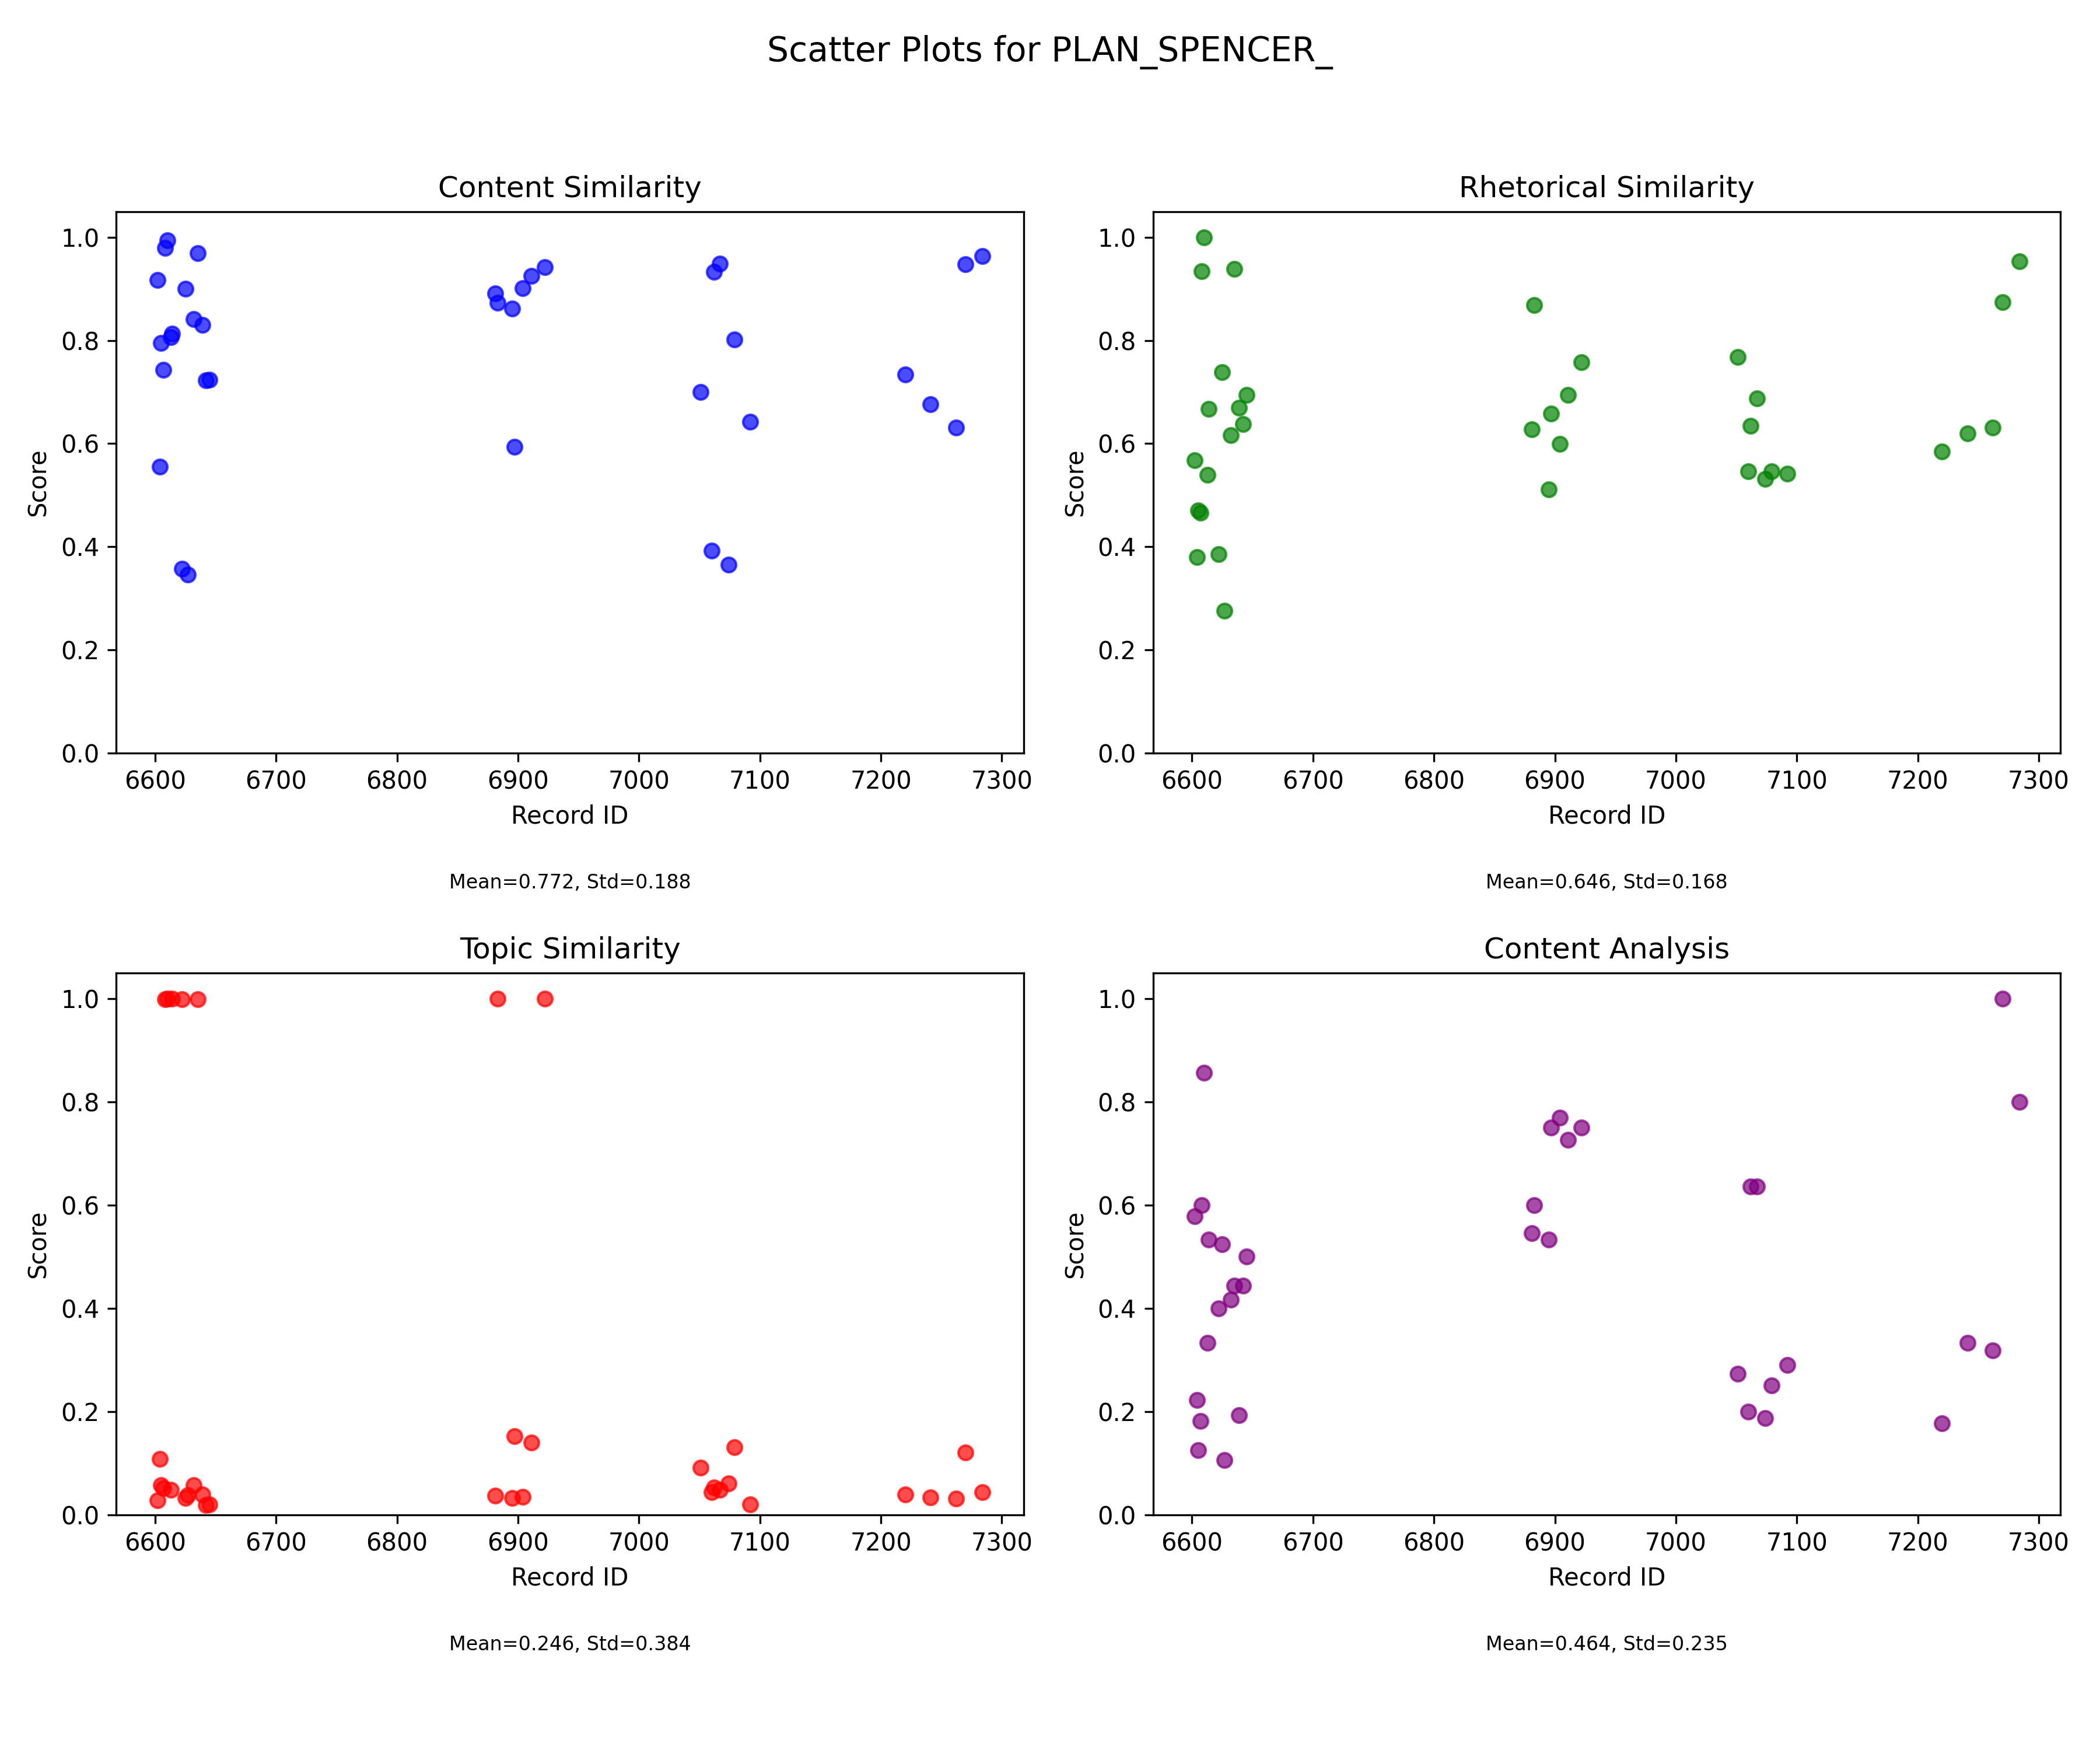 Scatter Plots for PLAN_SPENCER_
Content Similarity
Score
1.0
0.8
0.6
0.4
0.2
0.0
6600 6700 6800 6900 7000 7100 7200 7300
Record ID
Mean=0.772, Std=0.188
Rhetorical Similarity
Score
1.0
0.8
0.6
0.4
0.2
0.0
6600 6700 6800 6900 7000 7100 7200 7300
Record ID
Mean=0.646, Std=0.168
Topic Similarity
Score
1.0
0.8
0.6
0.4
0.2
0.0
6600 6700 6800 6900 7000 7100 7200 7300
Record ID
Mean=0.246, Std=0.384
Content Analysis
Score
1.0
0.8
0.6
0.4
0.2
0.0
6600 6700 6800 6900 7000 7100 7200 7300
Record ID
Mean=0.464, Std=0.235